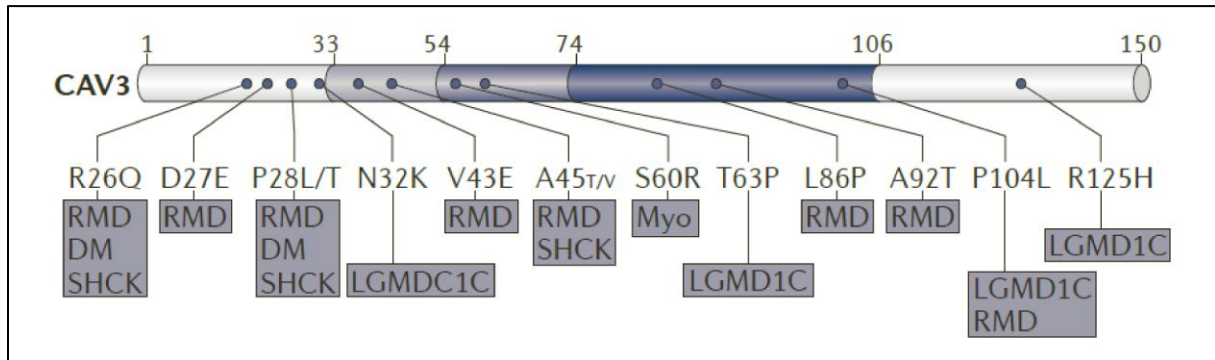 1 33 54 74 106 150
CAV3
R26Q D27E P28L/T N32K V43E A45T/V S60R T63P L86P A92T P104L R125H
RMD
DM
SHCK
RMD
RMD
DM
SHCK
LGMDC1C
RMD
RMD
SHCK
Myo
LGMD1C
RMD
RMD
LGMD1C
RMD
LGMD1C